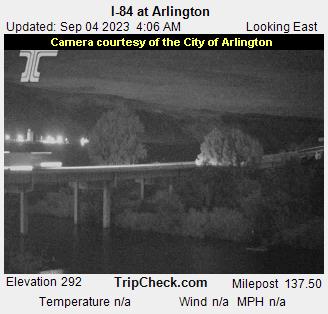 I-84 at Arlington
Updated: Sep 04 2023 4:06 AM Looking East
Camera courtesy of the City of Arlington
Elevation 292 TripCheck.com Milepost 137.50
Temperature n/a Wind n/a MPH n/a